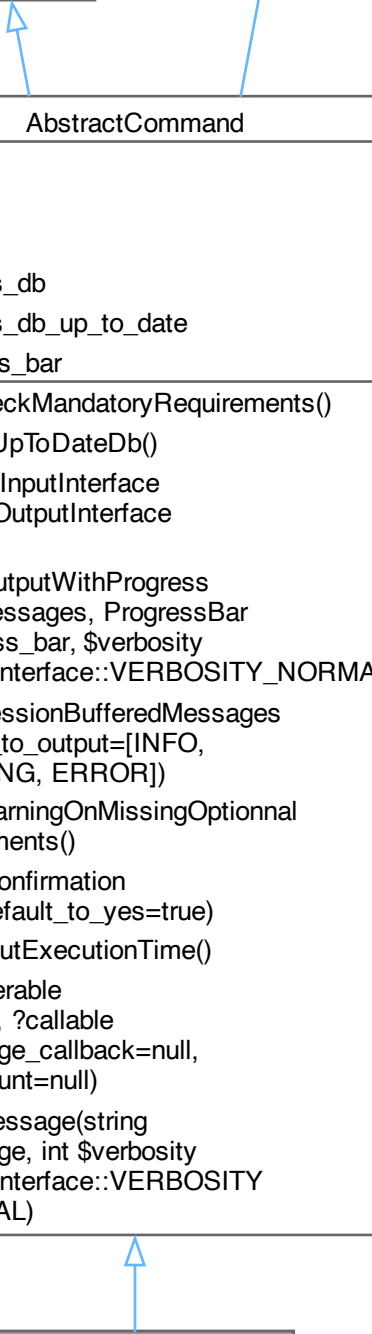 AbstractCommand
s_db
s_db_up_to_date
s_bar
eckMandatoryRequirements()
UpToDateDb()
InputInterface
OutputInterface
utputWithProgress
essages, ProgressBar
ss_bar, $verbosity
nterface::VERBOSITY_NORMA
essionBufferedMessages
_to_output=[INFO,
NG, ERROR])
arningOnMissingOptionnal
ments()
onfirmation
efault_to_yes=true)
utExecutionTime()
erable
, ?callable
ge_callback=null,
unt=null)
essage(string
ge, int $verbosity
nterface::VERBOSITY
AL)